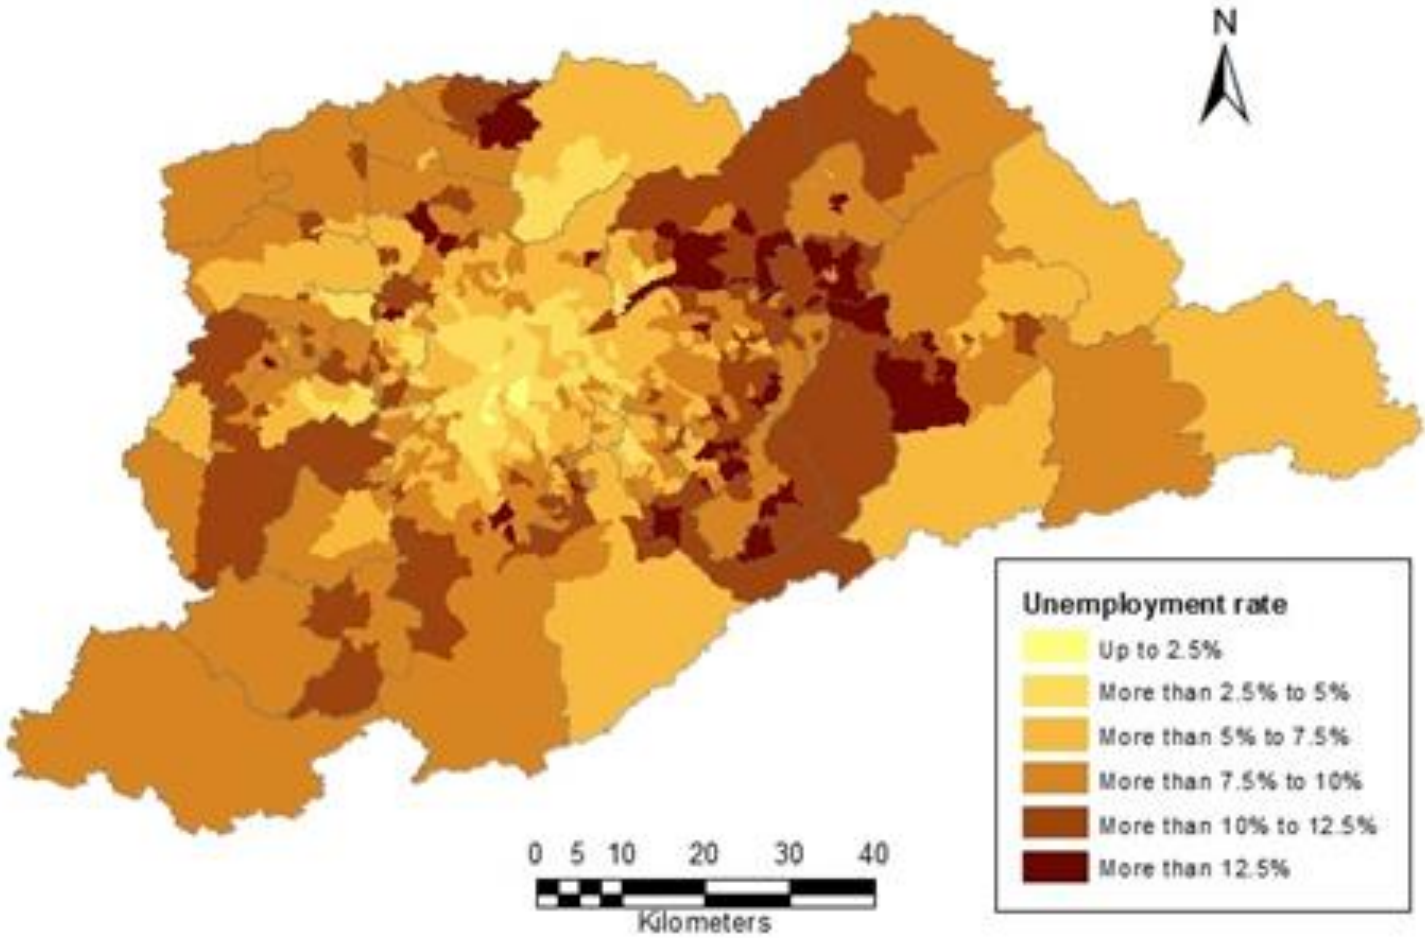 N
Unemployment rate
Up to 2.5%
More than 2.5% to 5%
More than 5% to 7.5%
More than 7.5% to 10%
More than 10% to 12.5%
More than 12.5%
0 5 10 20 30 40
Kilometers